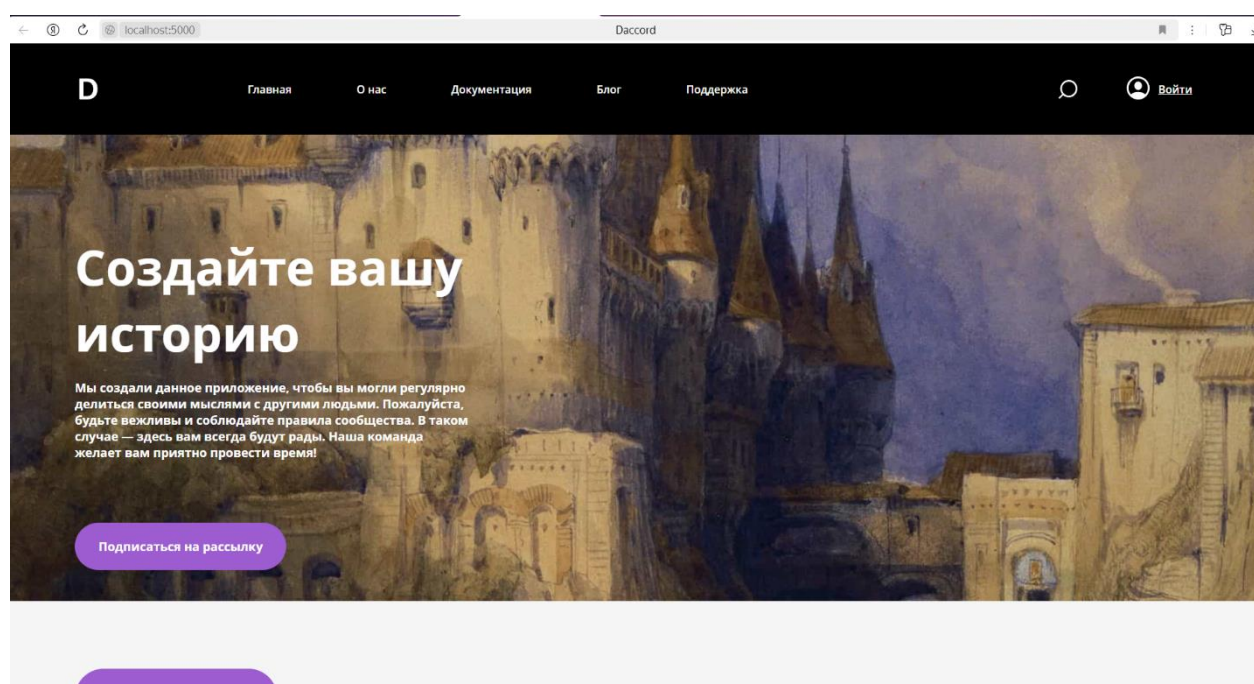 localhost:5000
Daccord
D
Главная
О нас
Документация
Блог
Поддержка
Войти
Создайте вашу
историю
Мы создали данное приложение, чтобы вы могли регулярно
делиться своими мыслями с другими людьми. Пожалуйста,
будьте вежливы и соблюдайте правила сообщества. В таком
случае — здесь вам всегда будут рады. Наша команда
желает вам приятно провести время!
Подписаться на рассылку